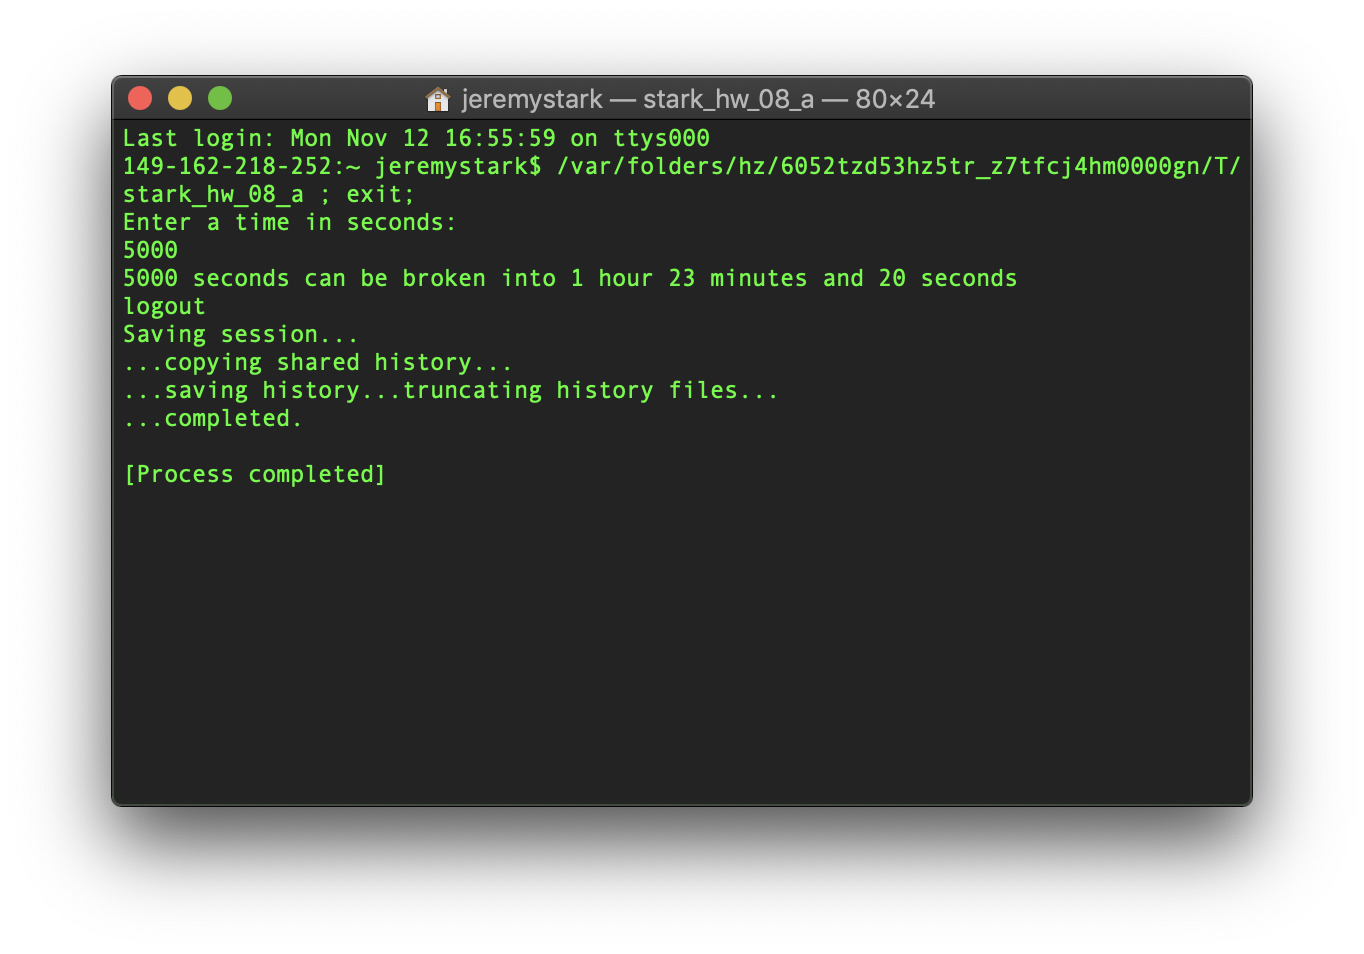 jeremystark — stark_hw_08_a — 80×24
Last login: Mon Nov 12 16:55:59 on ttys000
149-162-218-252:~ jeremystark$ /var/folders/hz/6052tzd53hz5tr_z7tfcj4hm0000gn/T/
stark_hw_08_a ; exit;
Enter a time in seconds:
5000
5000 seconds can be broken into 1 hour 23 minutes and 20 seconds
logout
Saving session...
...copying shared history...
...saving history...truncating history files...
...completed.
[Process completed]